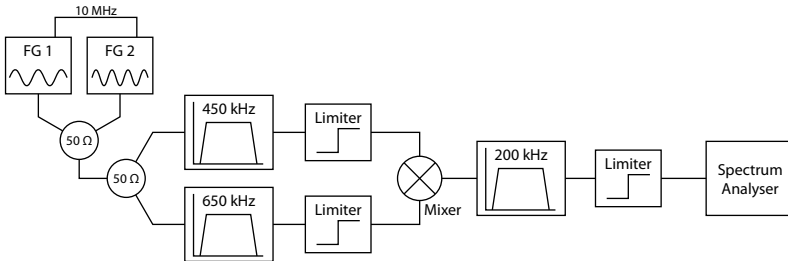 10 MHz
FG 1
FG 2
50 Ω
50 Ω
450 kHz
Limiter
650 kHz
Limiter
Mixer
200 kHz
Limiter
Spectrum
Analyser